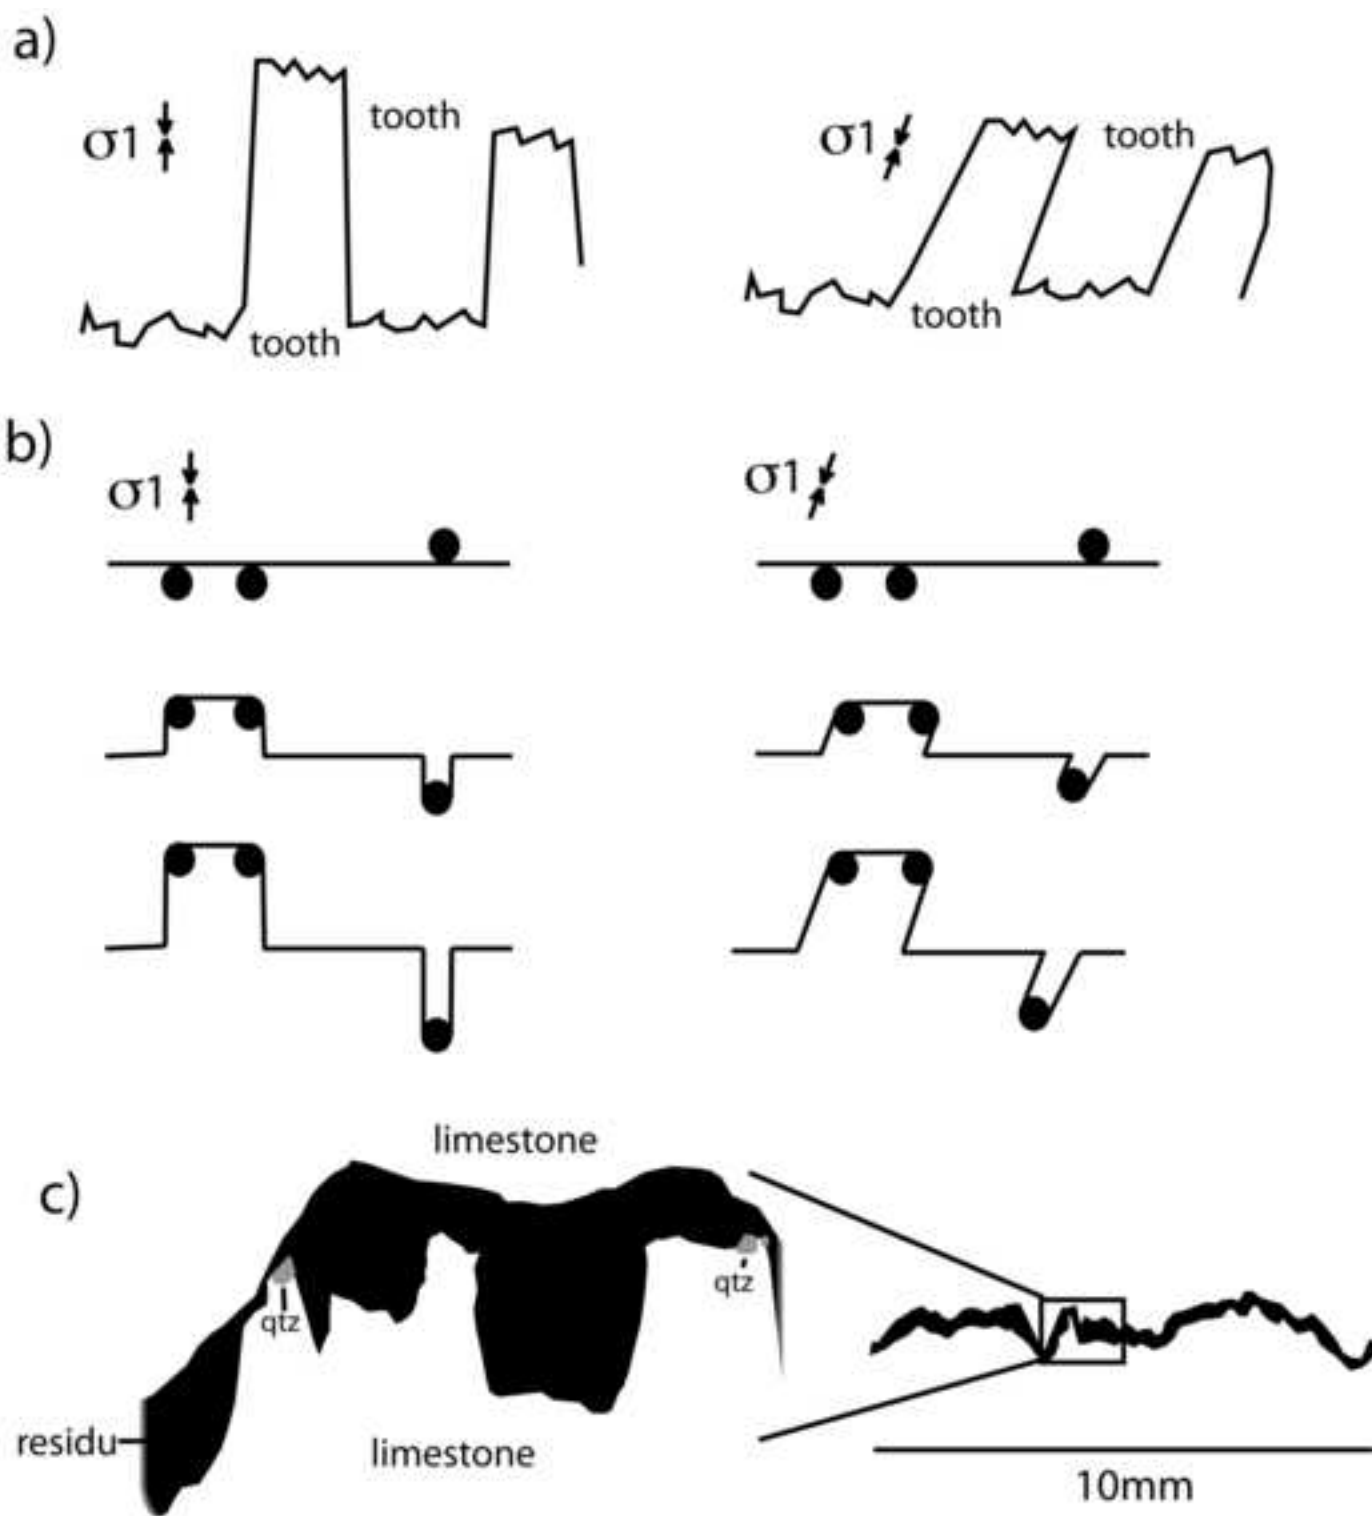 a)
σ1
tooth
tooth
σ1
tooth
tooth
b)
σ1
σ1
c)
limestone
qtz
qtz
residu
limestone
10mm